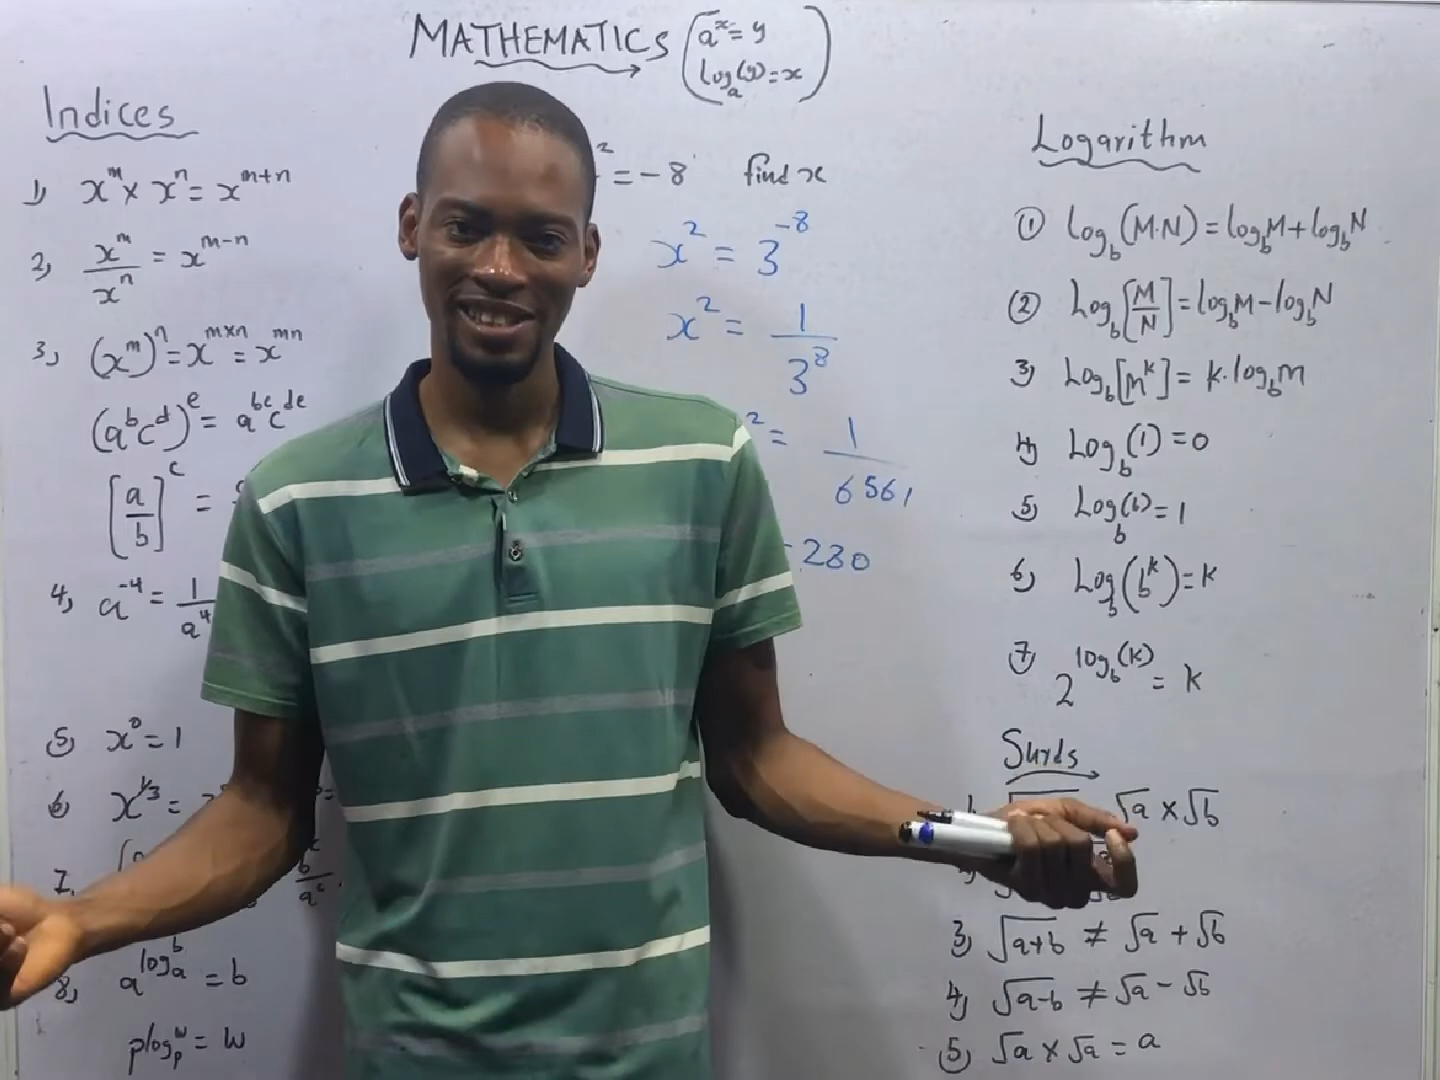 MATHEMATICS (a^x = y
log_a(y) = x)
Indices
1) x^m × x^n = x^{m+n}
2) x^m / x^n = x^{m-n}
3) (x^m)^n = x^{m×n} = x^{mn}
(a^b c^d)^e = a^{be} c^{de}
[a/b]^c =
4) a^{-4} = 1/a^4
5) x^0 = 1
6) x^{1/3} =
7.
8) a^{log_a b} = b
p^{log_p w} = w
^2 = -8 find x
x^2 = 3^{-8}
x^2 = 1/3^8
^2 = 1/6561
280
Logarithm
① log_b(M·N) = log_b M + log_b N
② Log_b[M/N] = log_b M - log_b N
3) Log_b[m^k] = k·log_b m
4) Log_b(1) = 0
5) Log_b(b) = 1
6) Log_b(b^k) = k
7) 2^{log_b(k)} = k
Surds
√a × √b
3) √a+b ≠ √a + √b
4) √a-b ≠ √a - √b
5) √a × √a = a